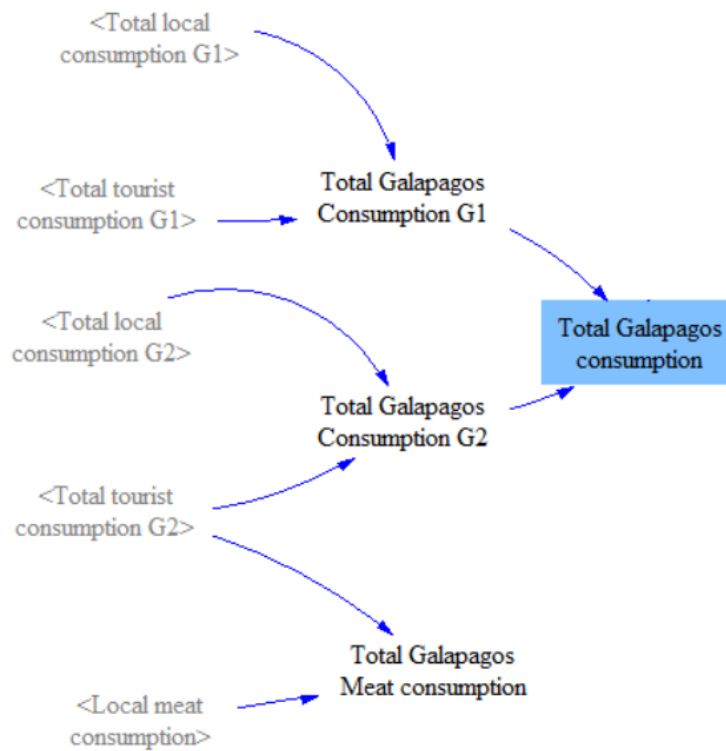 <Total local
consumption G1>
<Total tourist
consumption G1>
Total Galapagos
Consumption G1
<Total local
consumption G2>
Total Galapagos
consumption
Total Galapagos
Consumption G2
<Total tourist
consumption G2>
Total Galapagos
Meat consumption
<Local meat
consumption>